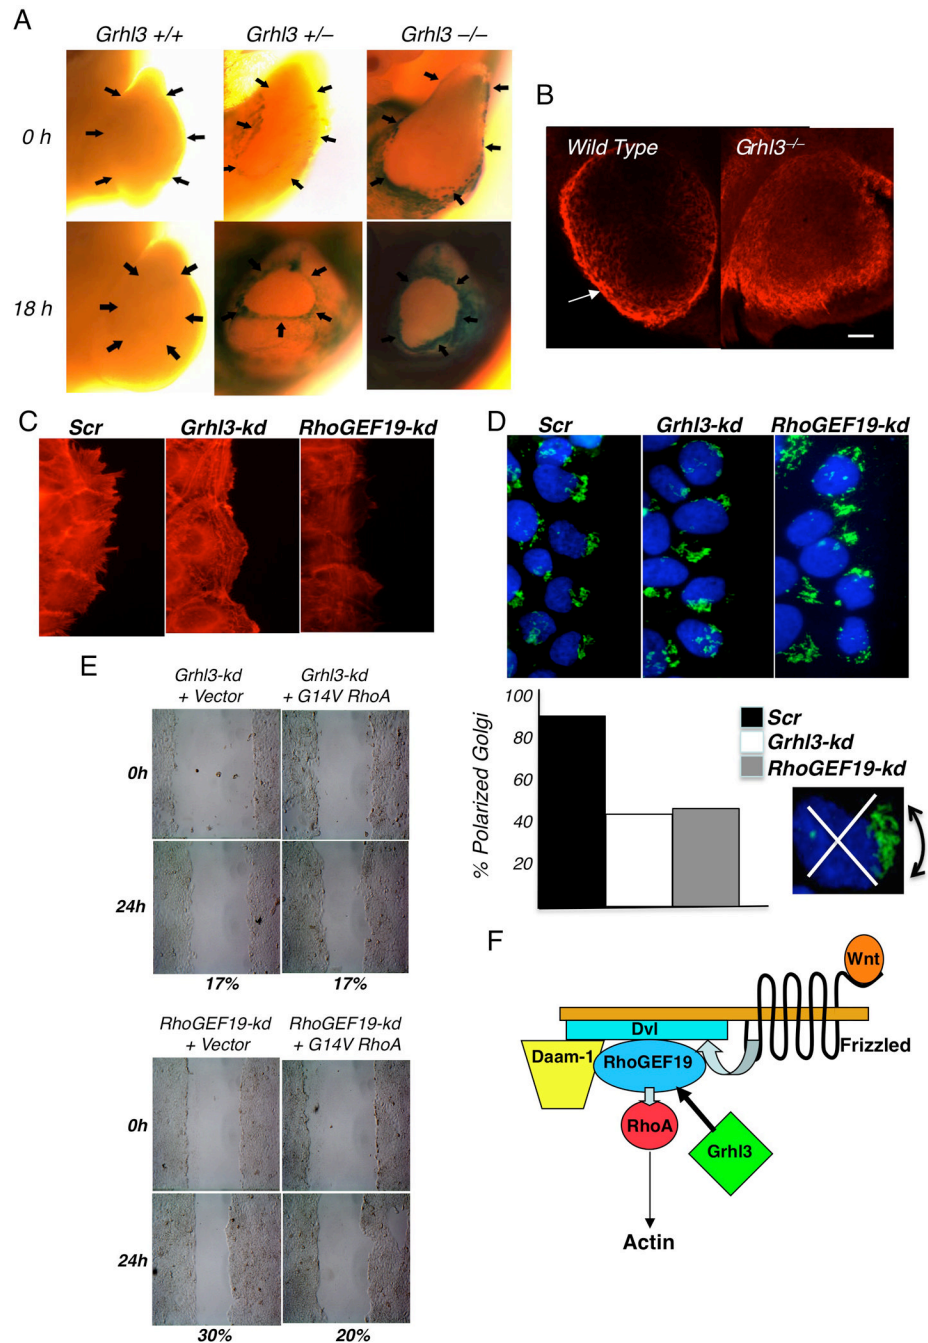 A
Grhl3 +/+
Grhl3 +/–
Grhl3 –/–
0 h
18 h
B
Wild Type
Grhl3–/–
C
Scr
Grhl3-kd
RhoGEF19-kd
D
Scr
Grhl3-kd
RhoGEF19-kd
% Polarized Golgi
100
80
60
40
20
Scr
Grhl3-kd
RhoGEF19-kd
E
Grhl3-kd
+ Vector
Grhl3-kd
+ G14V RhoA
0h
24h
17%
17%
RhoGEF19-kd
+ Vector
RhoGEF19-kd
+ G14V RhoA
0h
24h
30%
20%
F
Wnt
Dvl
Frizzled
Daam-1
RhoGEF19
RhoA
Grhl3
Actin